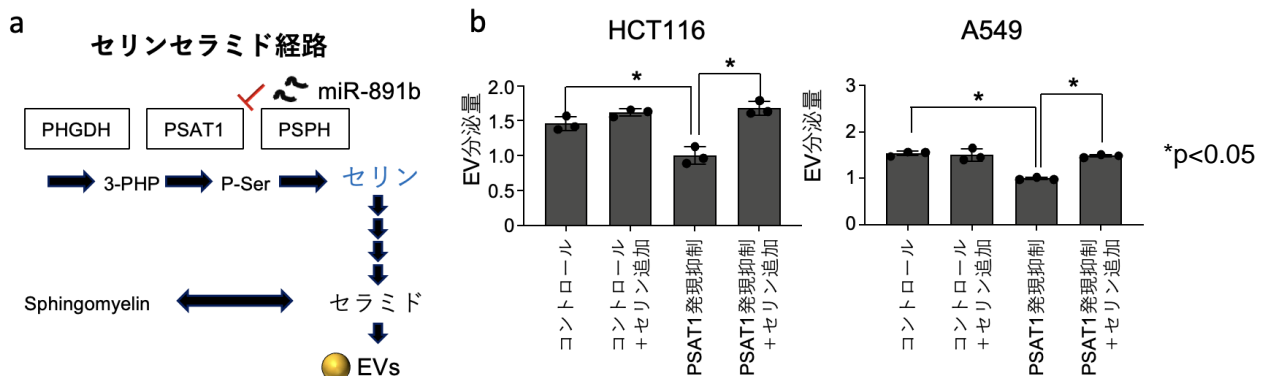 a
セリンセラミド経路
miR-891b
PHGDH
PSAT1
PSPH
3-PHP
P-Ser
セリン
Sphingomyelin
セラミド
EVs
b
HCT116
EV分泌量
2.0
1.5
1.0
0.5
0
*
*
コントロール
コントロール
+セリン追加
PSAT1発現抑制
PSAT1発現抑制
+セリン追加
A549
EV分泌量
3
2
1
0
*
*
コントロール
コントロール
+セリン追加
PSAT1発現抑制
PSAT1発現抑制
+セリン追加
*p<0.05